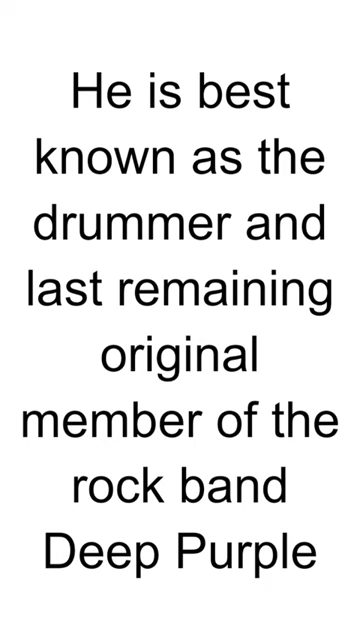 He is best
known as the
drummer and
last remaining
original
member of the
rock band
Deep Purple